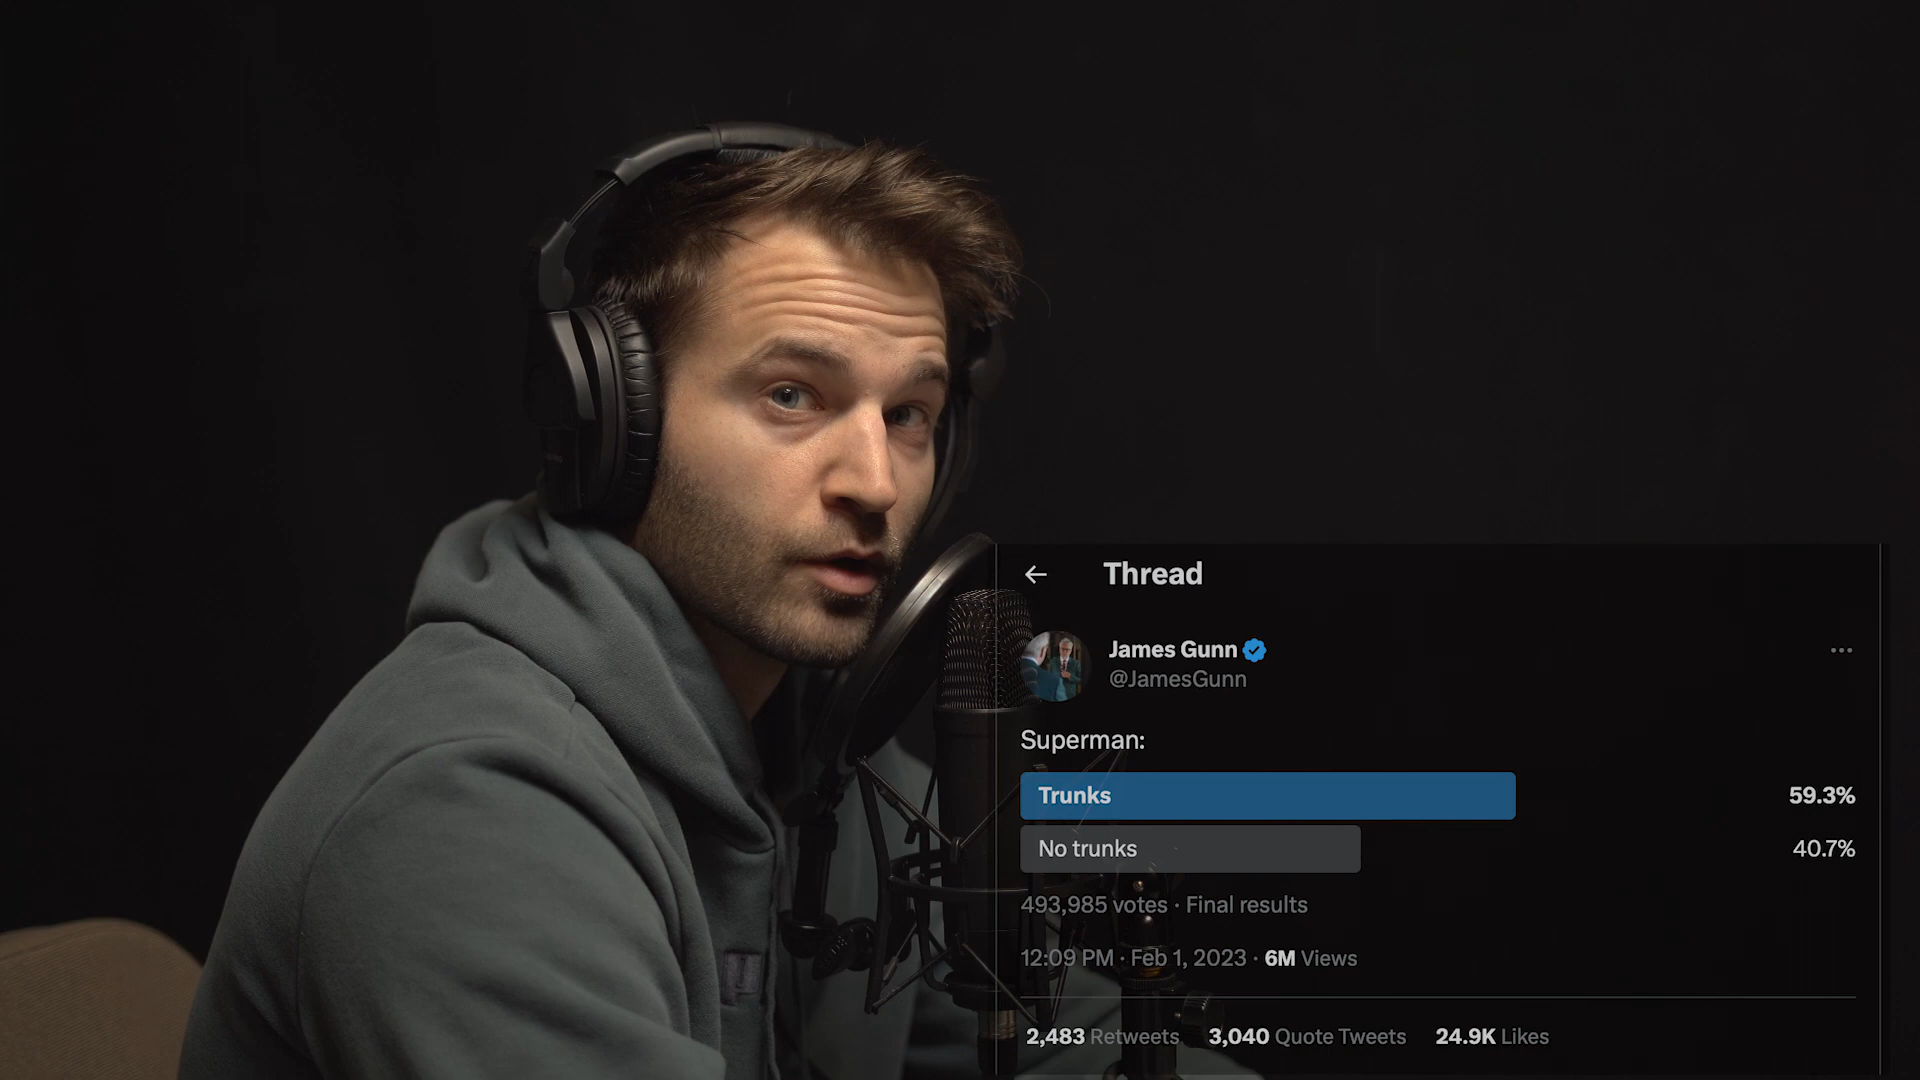 Thread
James Gunn
@JamesGunn
Superman:
Trunks 59.3%
No trunks 40.7%
493,985 votes · Final results
12:09 PM · Feb 1, 2023 · 6M Views
2,483 Retweets 3,040 Quote Tweets 24.9K Likes